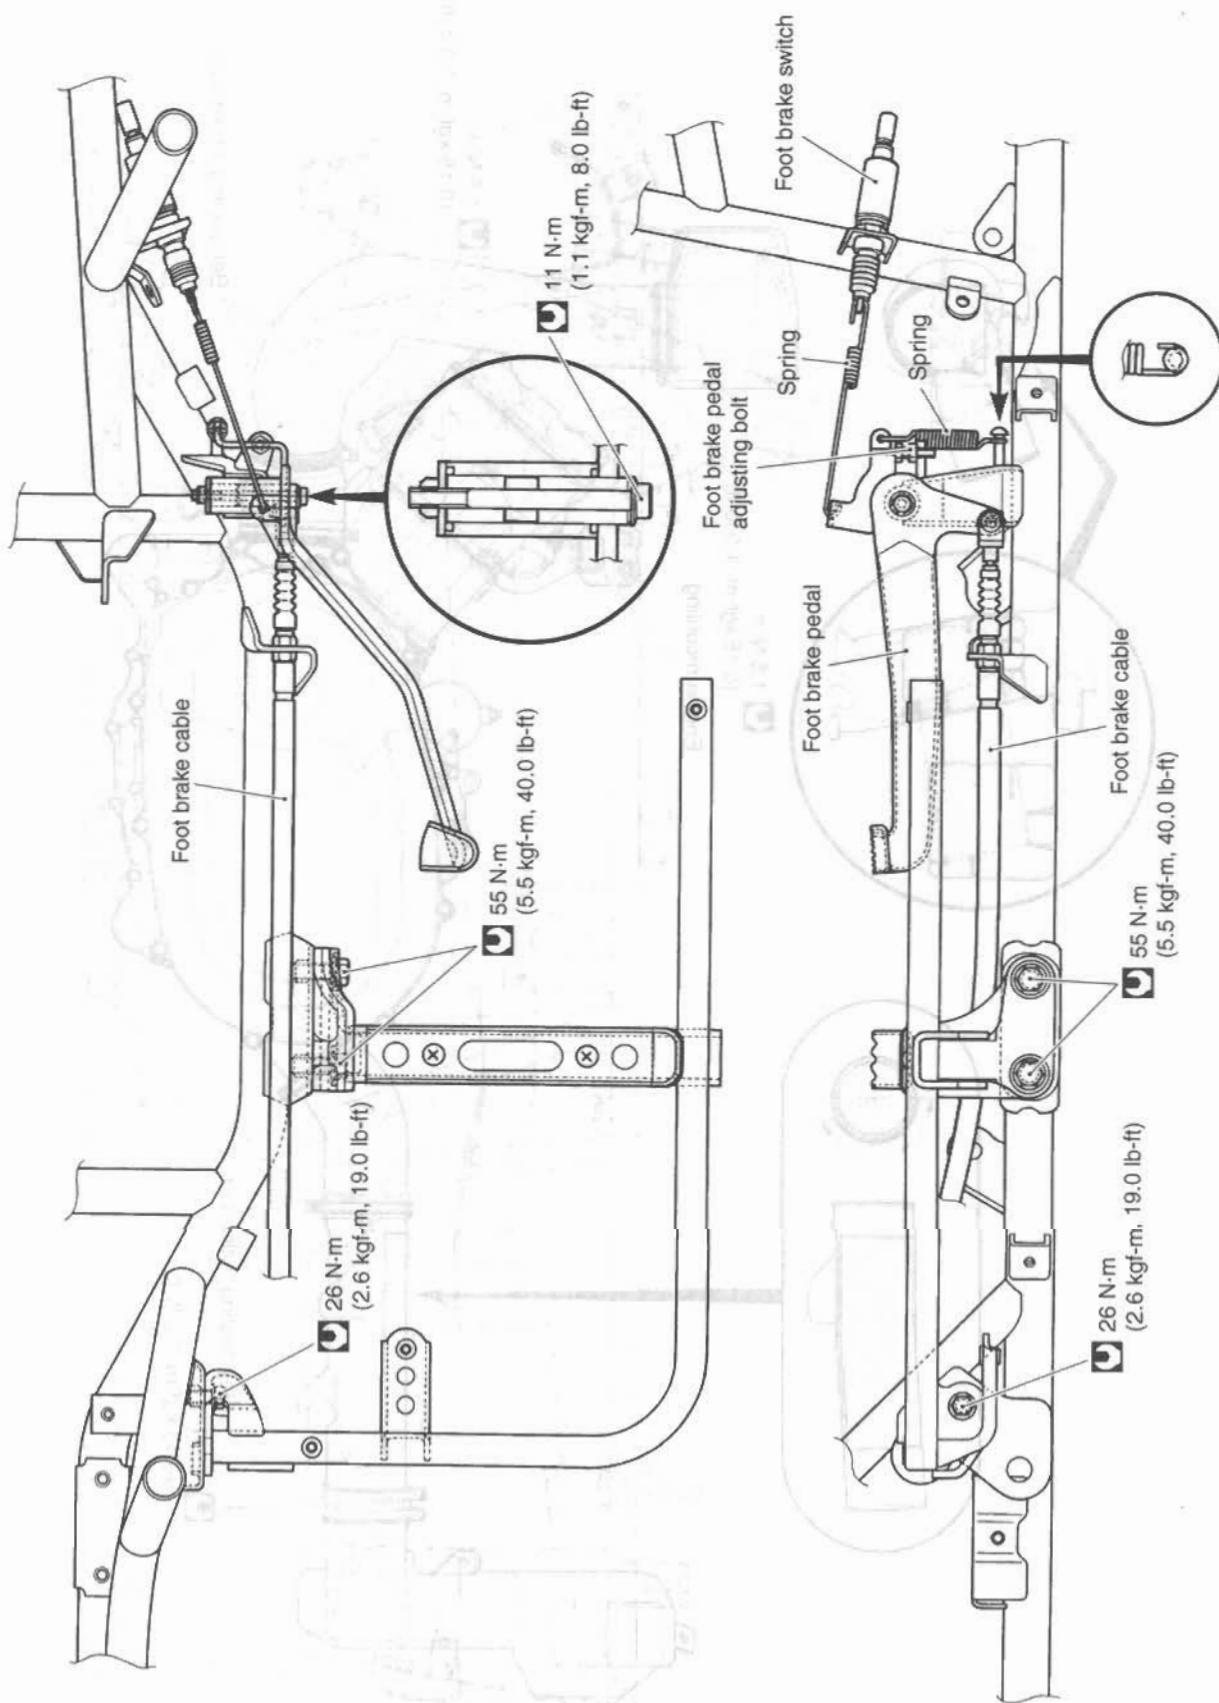 Foot brake cable
26 N·m
(2.6 kgf-m, 19.0 lb-ft)
55 N·m
(5.5 kgf-m, 40.0 lb-ft)
11 N·m
(1.1 kgf-m, 8.0 lb-ft)
Foot brake pedal
adjusting bolt
Spring
Foot brake switch
Spring
Foot brake pedal
Foot brake cable
55 N·m
(5.5 kgf-m, 40.0 lb-ft)
26 N·m
(2.6 kgf-m, 19.0 lb-ft)